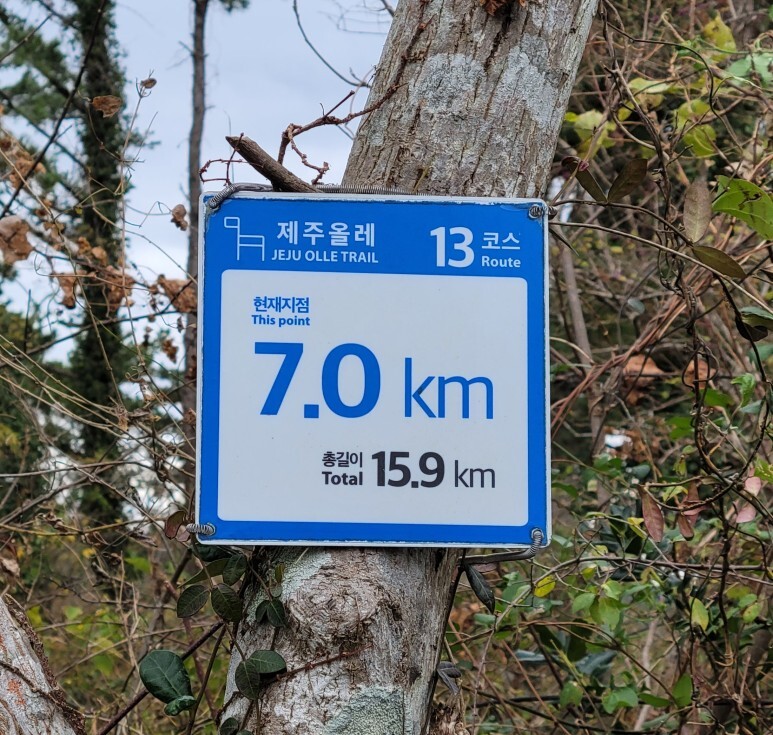 제주올레
JEJU OLLE TRAIL
13 코스
Route
현재지점
This point
7.0 km
총길이
Total 15.9 km